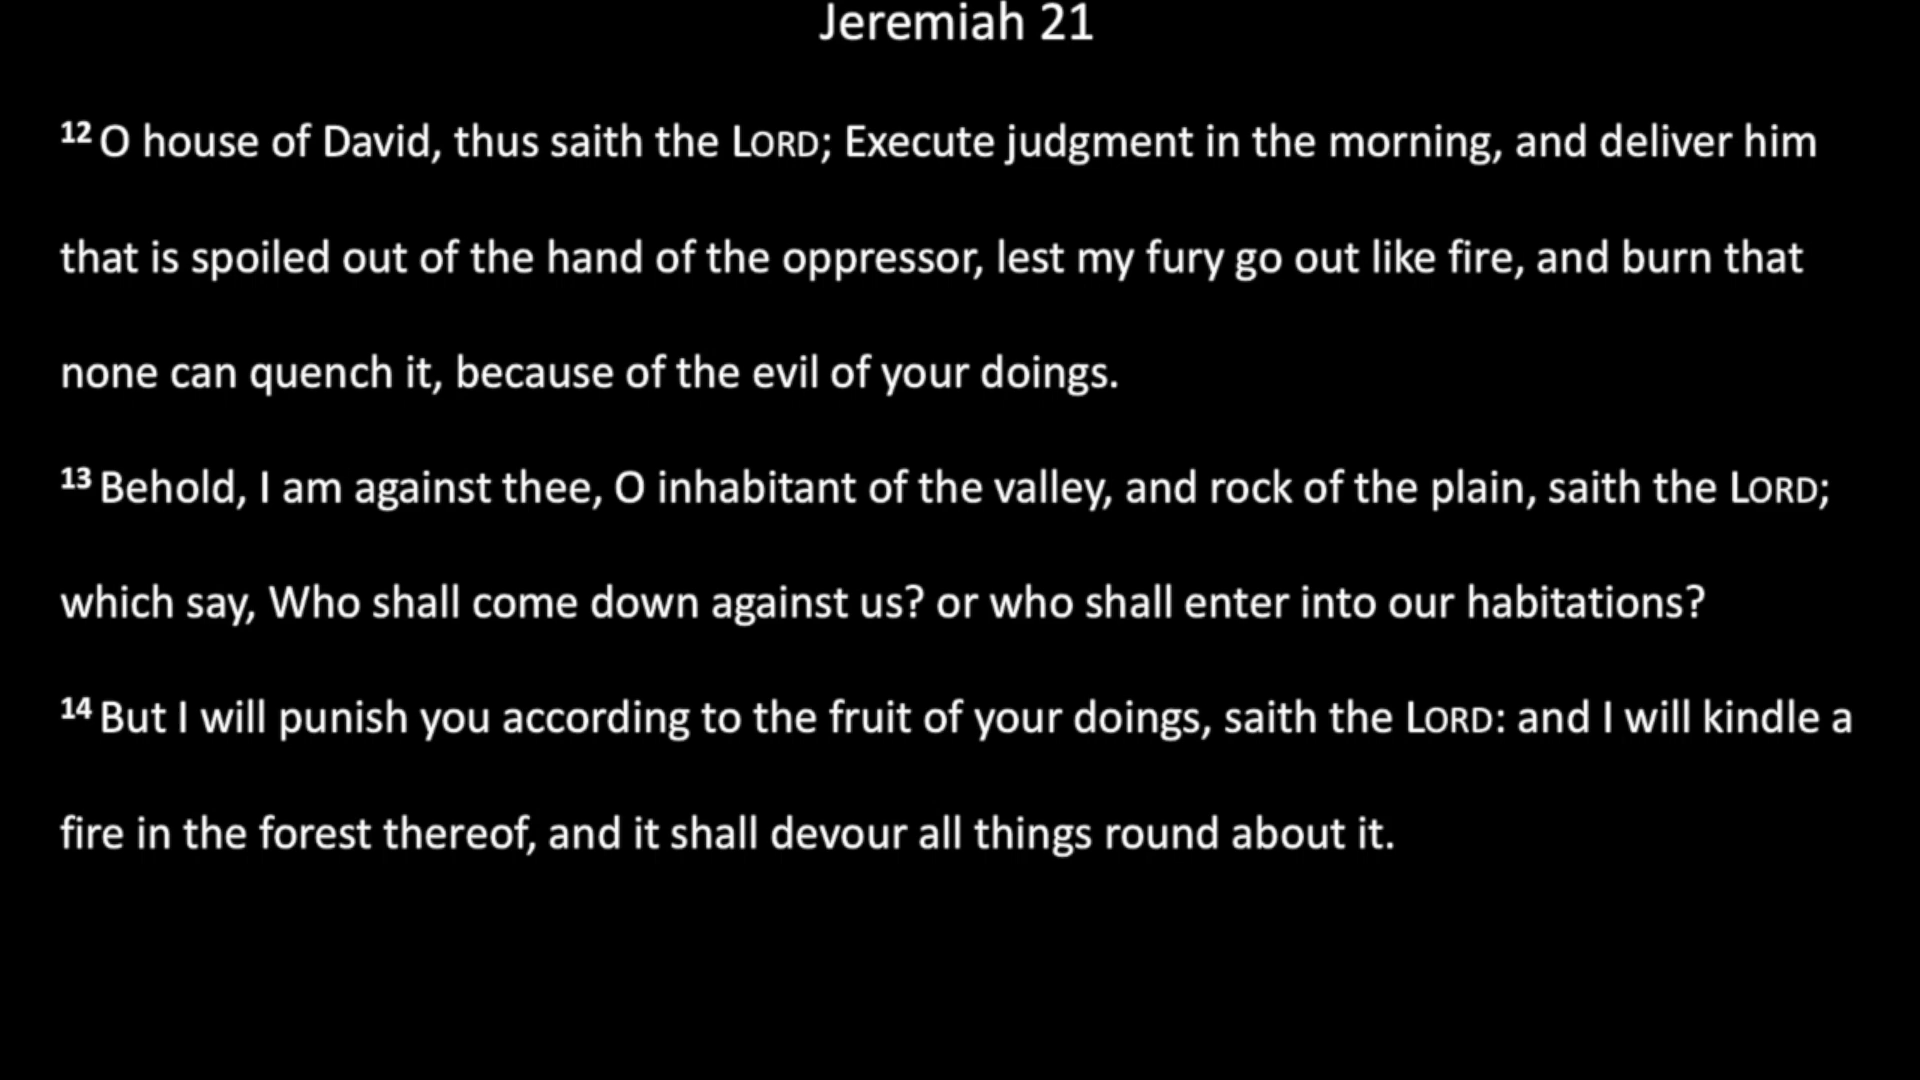 Jeremiah 21
12 O house of David, thus saith the LORD; Execute judgment in the morning, and deliver him
that is spoiled out of the hand of the oppressor, lest my fury go out like fire, and burn that
none can quench it, because of the evil of your doings.
13 Behold, I am against thee, O inhabitant of the valley, and rock of the plain, saith the LORD;
which say, Who shall come down against us? or who shall enter into our habitations?
14 But I will punish you according to the fruit of your doings, saith the LORD: and I will kindle a
fire in the forest thereof, and it shall devour all things round about it.